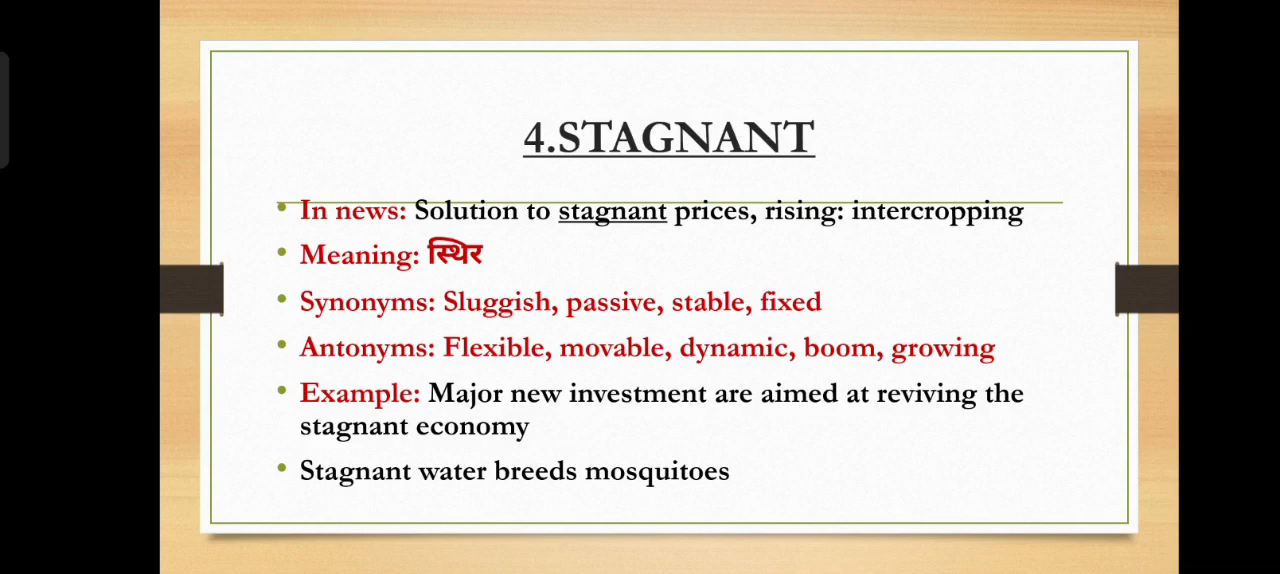 4.STAGNANT
• In news: Solution to stagnant prices, rising: intercropping
• Meaning: स्थिर
• Synonyms: Sluggish, passive, stable, fixed
• Antonyms: Flexible, movable, dynamic, boom, growing
• Example: Major new investment are aimed at reviving the
stagnant economy
• Stagnant water breeds mosquitoes